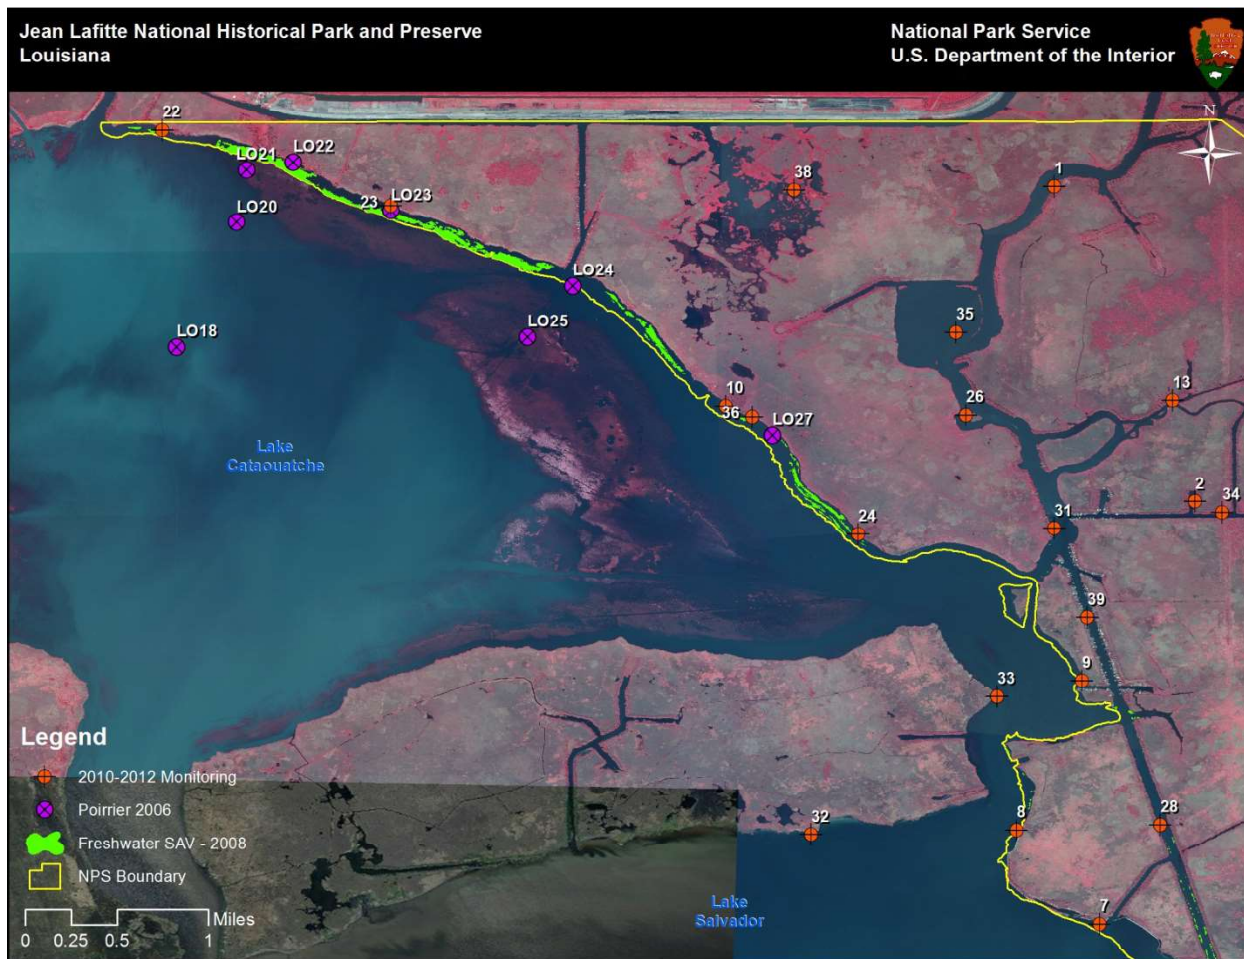 Jean Lafitte National Historical Park and Preserve
Louisiana
National Park Service
U.S. Department of the Interior
N
22
LO21
LO22
38
1
23
LO23
LO20
LO24
35
LO25
LO18
10
13
26
36
LO27
Lake
Cataouatche
2
34
24
31
39
9
33
Legend
2010-2012 Monitoring
Poirrier 2006
32
8
28
Freshwater SAV - 2008
NPS Boundary
Lake
Salvador
7
Miles
0 0.25 0.5 1